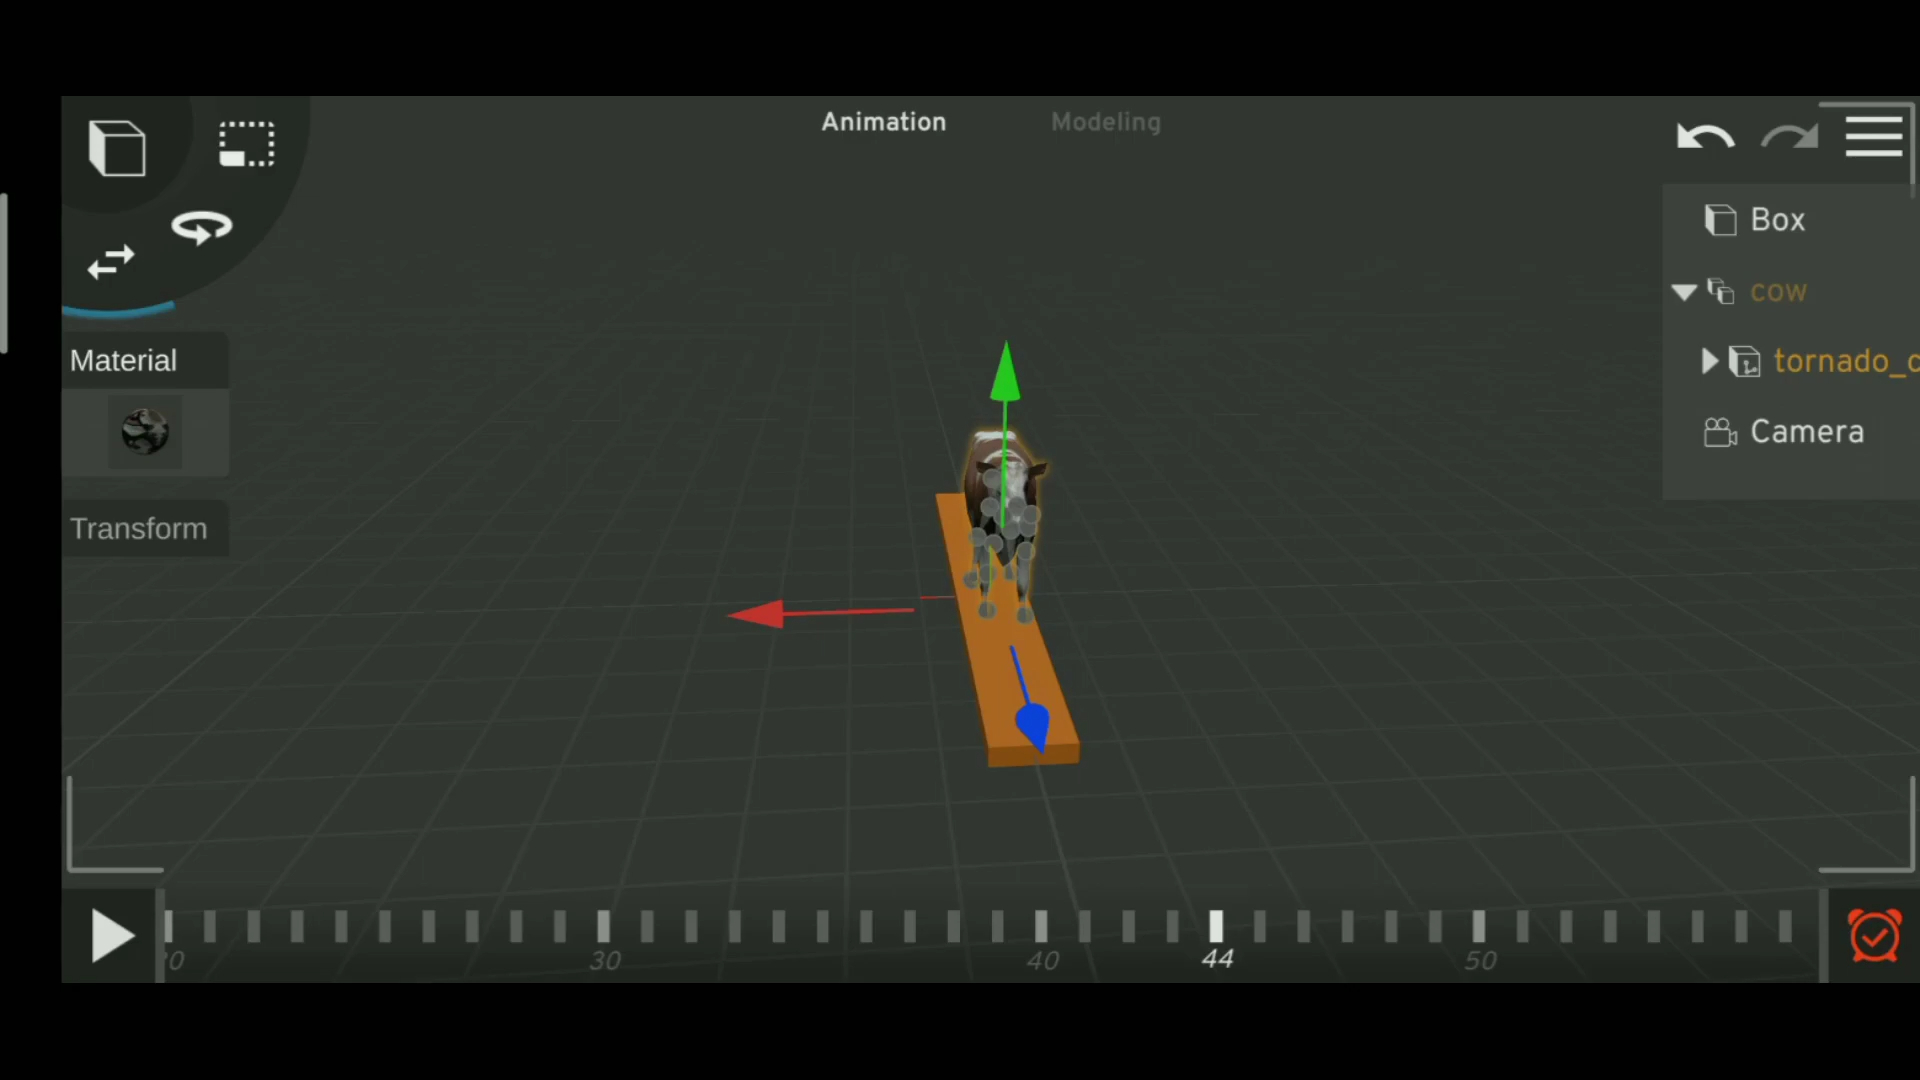 Animation
Modeling
Box
cow
Material
tornado_c
Camera
Transform
30
40
44
50